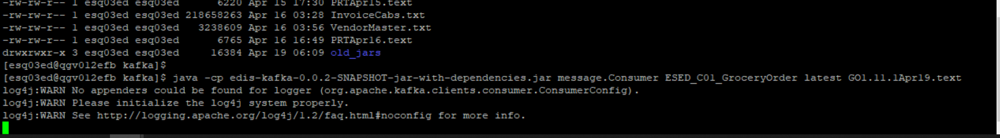 -rw-rw-r-- 1 esq03ed esq03ed      6220 Apr 15 17:30 PRTApr15.text
-rw-rw-r-- 1 esq03ed esq03ed 218658263 Apr 16 03:28 InvoiceCabs.txt
-rw-rw-r-- 1 esq03ed esq03ed   3238609 Apr 16 03:56 VendorMaster.txt
-rw-rw-r-- 1 esq03ed esq03ed      6765 Apr 16 16:49 PRTApr16.text
drwxrwxr-x 3 esq03ed esq03ed     16384 Apr 19 06:09 old_jars
[esq03ed@qgv012efb kafka]$
[esq03ed@qgv012efb kafka]$ java -cp edis-kafka-0.0.2-SNAPSHOT-jar-with-dependencies.jar message.Consumer ESED_C01_GroceryOrder latest GO1.11.1Apr19.text
log4j:WARN No appenders could be found for logger (org.apache.kafka.clients.consumer.ConsumerConfig).
log4j:WARN Please initialize the log4j system properly.
log4j:WARN See http://logging.apache.org/log4j/1.2/faq.html#noconfig for more info.